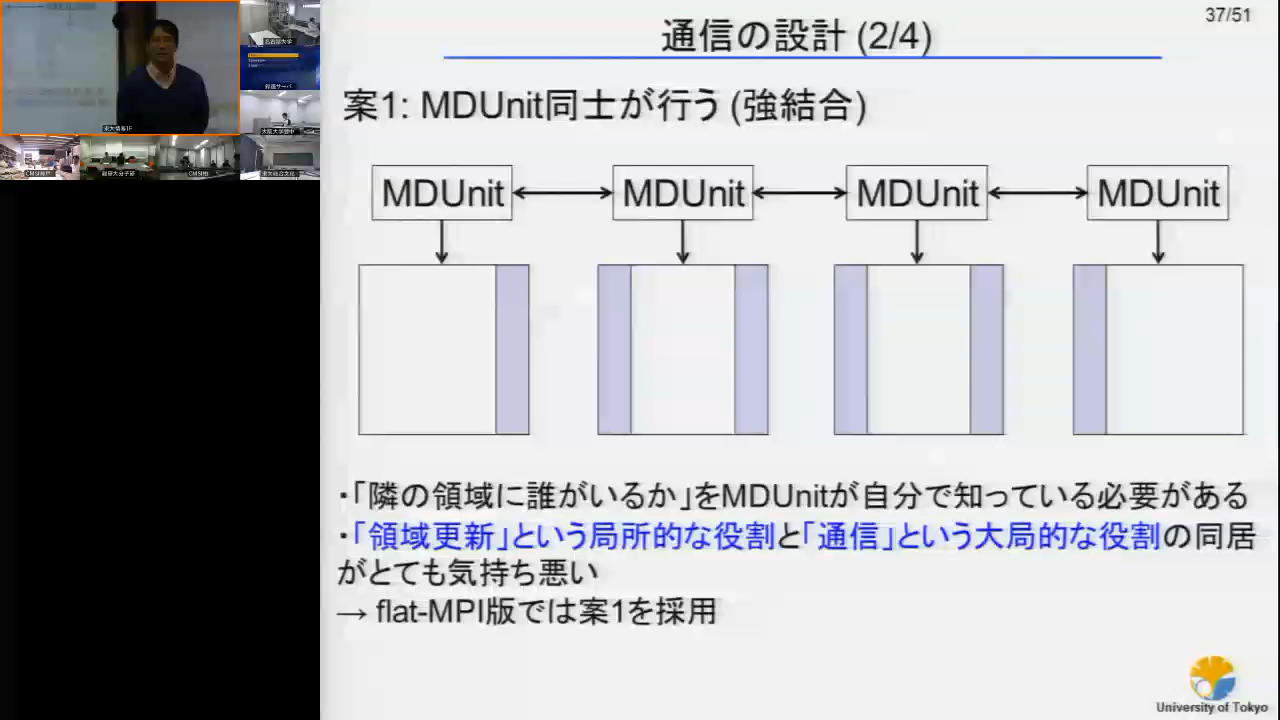 37/51
通信の設計 (2/4)
案1: MDUnit同士が行う (強結合)
MDUnit MDUnit MDUnit MDUnit
・「隣の領域に誰がいるか」をMDUnitが自分で知っている必要がある
・「領域更新」という局所的な役割と「通信」という大局的な役割の同居
がとても気持ち悪い
→ flat-MPI版では案1を採用
University of Tokyo
名古屋大学